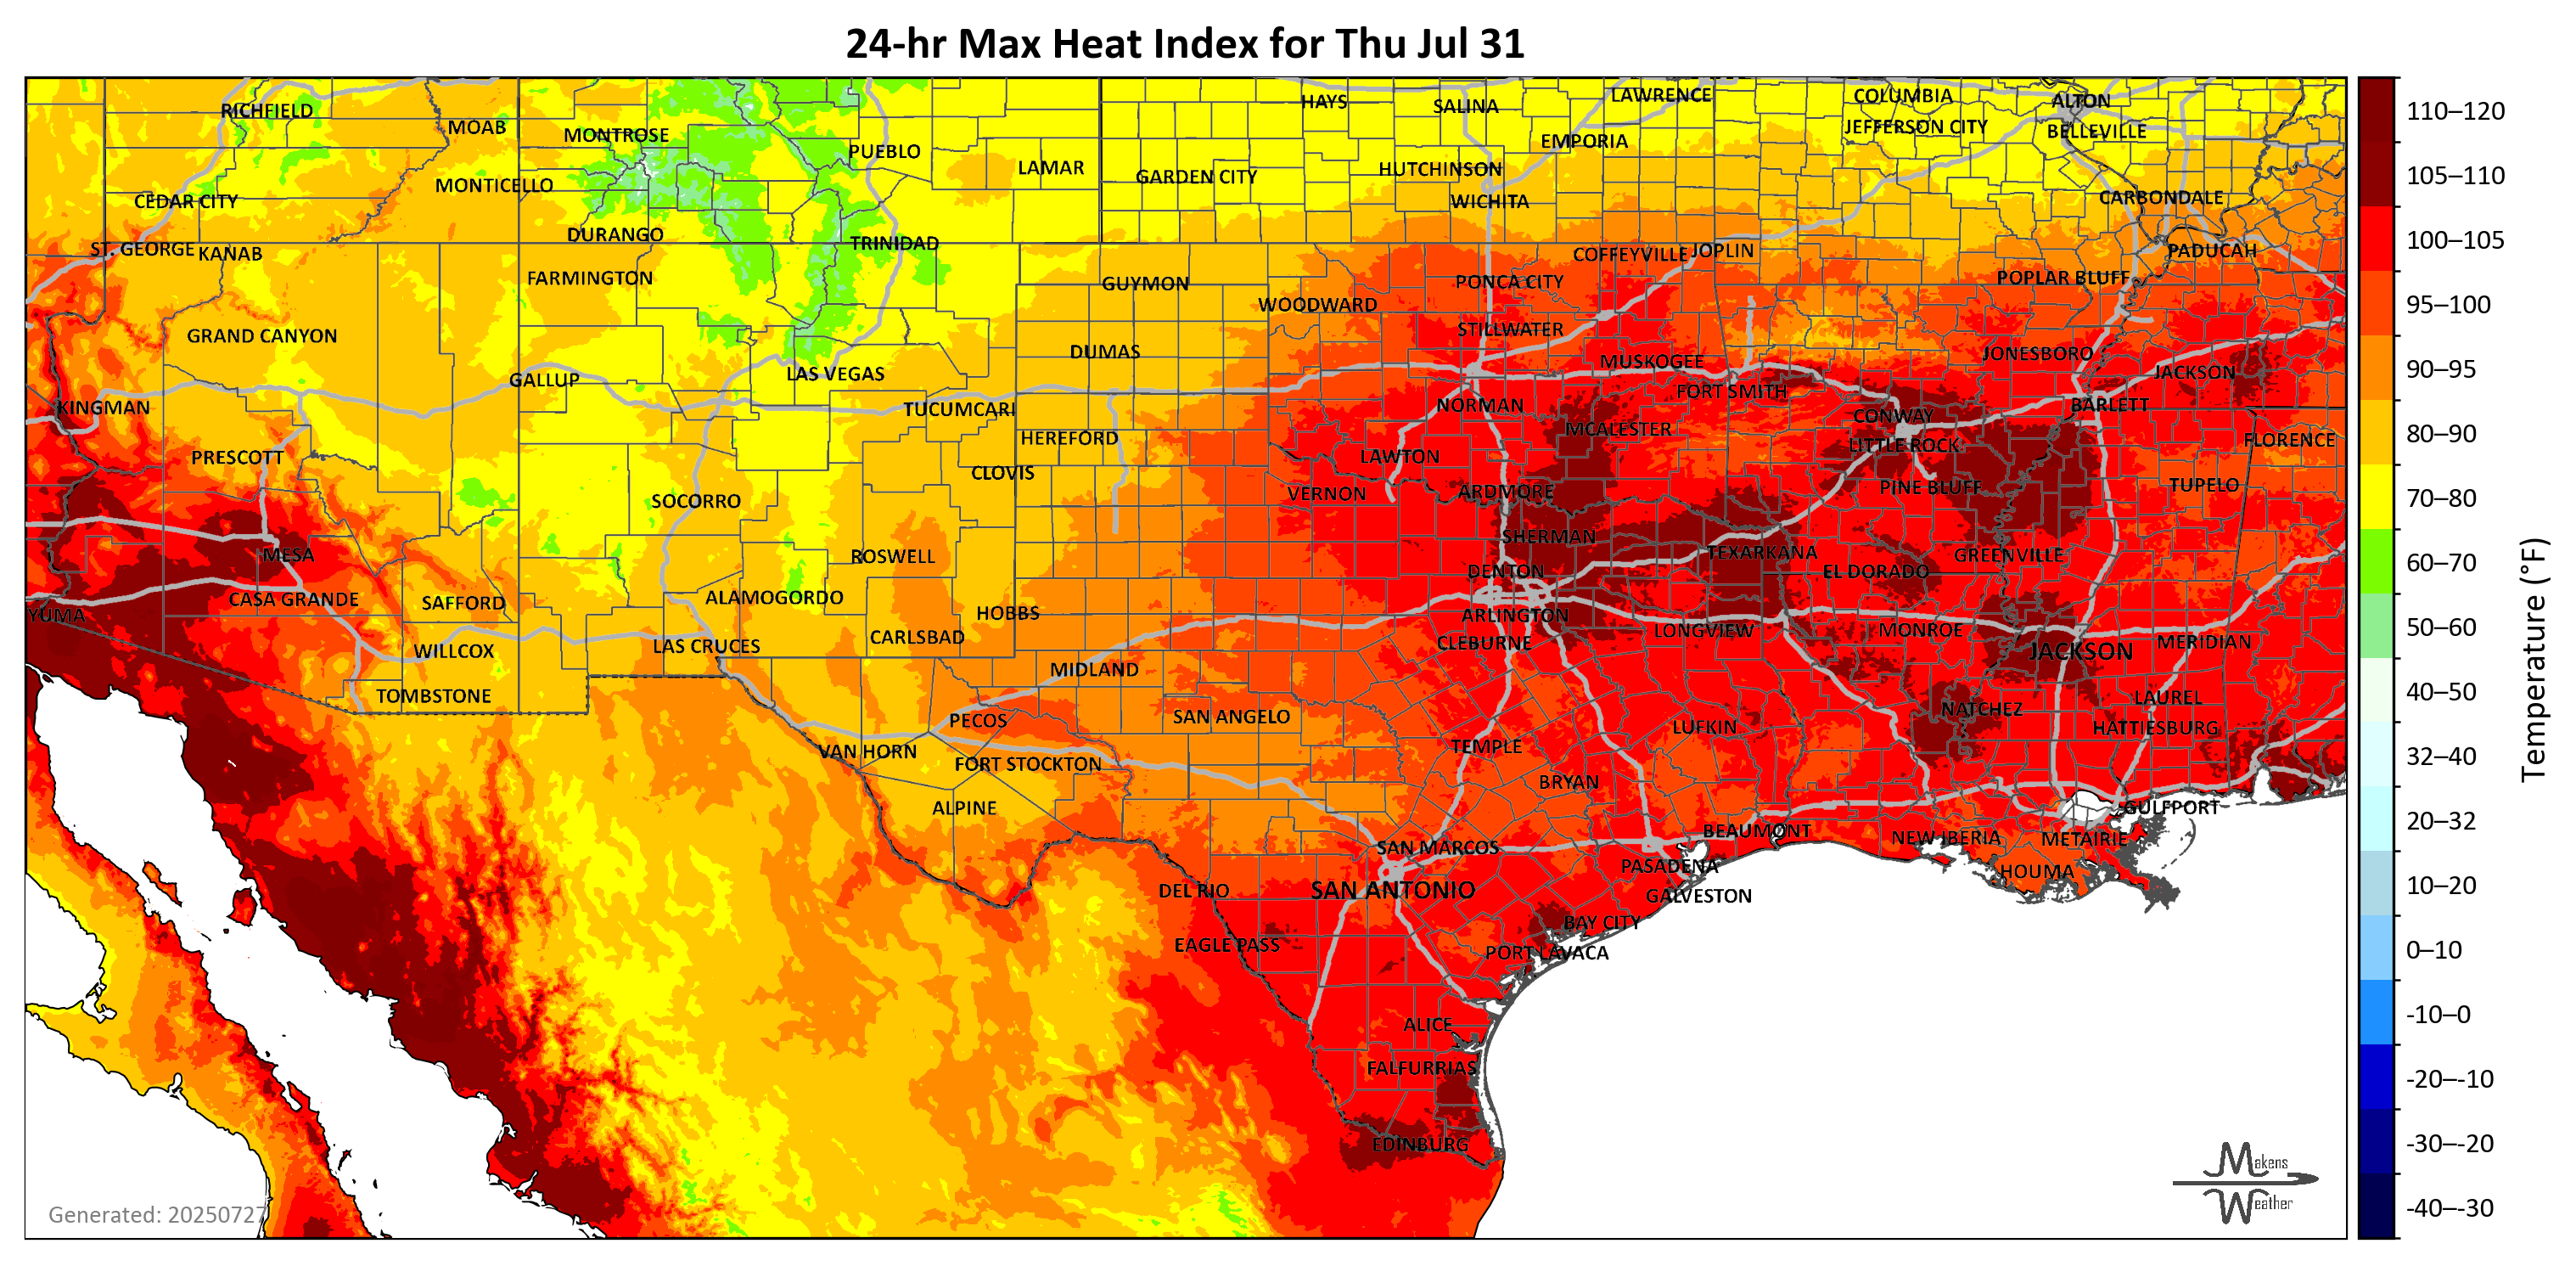 24-hr Max Heat Index for Thu Jul 31
RICHFIELD
MOAB
MONTROSE
PUEBLO
LAMAR
HAYS
SALINA
LAWRENCE
COLUMBIA
ALTON
EMPORIA
JEFFERSON CITY
BELLEVILLE
CEDAR CITY
MONTICELLO
GARDEN CITY
HUTCHINSON
WICHITA
CARBONDALE
ST. GEORGE
KANAB
DURANGO
TRINIDAD
COFFEYVILLE
JOPLIN
PADUCAH
FARMINGTON
GUYMON
WOODWARD
PONCA CITY
POPLAR BLUFF
GRAND CANYON
DUMAS
STILLWATER
MUSKOGEE
JONESBORO
GALLUP
LAS VEGAS
FORT SMITH
JACKSON
KINGMAN
TUCUMCARI
NORMAN
CONWAY
BARLETT
PRESCOTT
HEREFORD
CLOVIS
LAWTON
MCALESTER
LITTLE ROCK
FLORENCE
SOCORRO
VERNON
ARDMORE
PINE BLUFF
TUPELO
MESA
ROSWELL
SHERMAN
TEXARKANA
GREENVILLE
DENTON
EL DORADO
CASA GRANDE
SAFFORD
ALAMOGORDO
HOBBS
ARLINGTON
YUMA
WILLCOX
LAS CRUCES
CARLSBAD
CLEBURNE
LONGVIEW
MONROE
JACKSON
MERIDIAN
TOMBSTONE
MIDLAND
LAUREL
PECOS
SAN ANGELO
NATCHEZ
HATTIESBURG
VAN HORN
FORT STOCKTON
TEMPLE
LUFKIN
ALPINE
BRYAN
GULFPORT
SAN MARCOS
BEAUMONT
NEW IBERIA
METAIRIE
DEL RIO
SAN ANTONIO
PASADENA
HOUMA
GALVESTON
EAGLE PASS
BAY CITY
PORT LAVACA
ALICE
FALFURRIAS
EDINBURG
Generated: 20250727
Makens
Weather
110–120
105–110
100–105
95–100
90–95
80–90
70–80
60–70
50–60
40–50
32–40
20–32
10–20
0–10
-10–0
-20–-10
-30–-20
-40–-30
Temperature (°F)